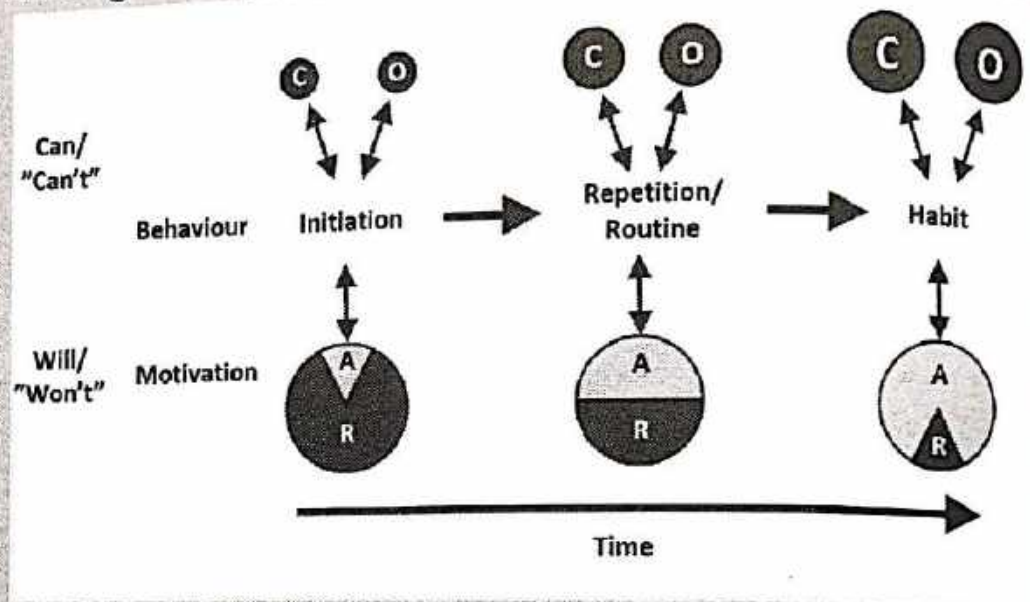 C O C O C O
Can/
"Can't"
Behaviour Initiation Repetition/
Routine Habit
Will/
"Won't" Motivation
A A A
R R R
Time